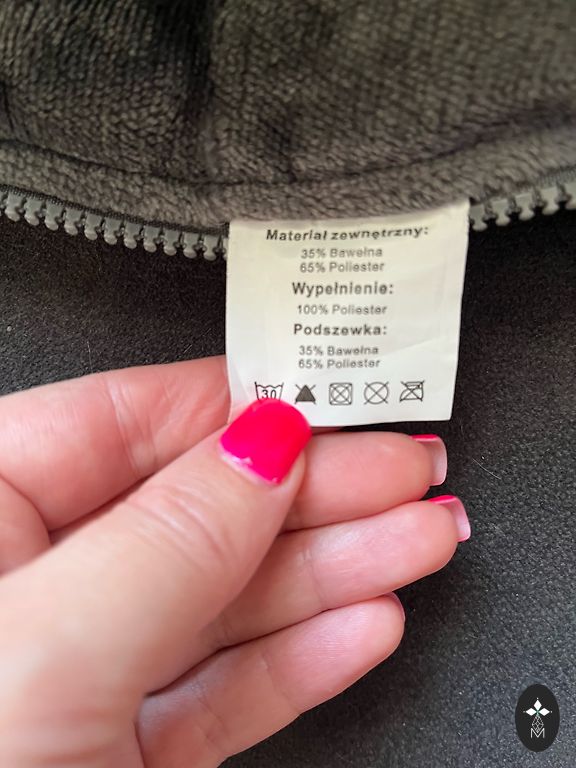 Materiał zewnętrzny:
35% Bawełna
65% Poliester
Wypełnienie:
100% Poliester
Podszewka:
35% Bawełna
65% Poliester
30
M